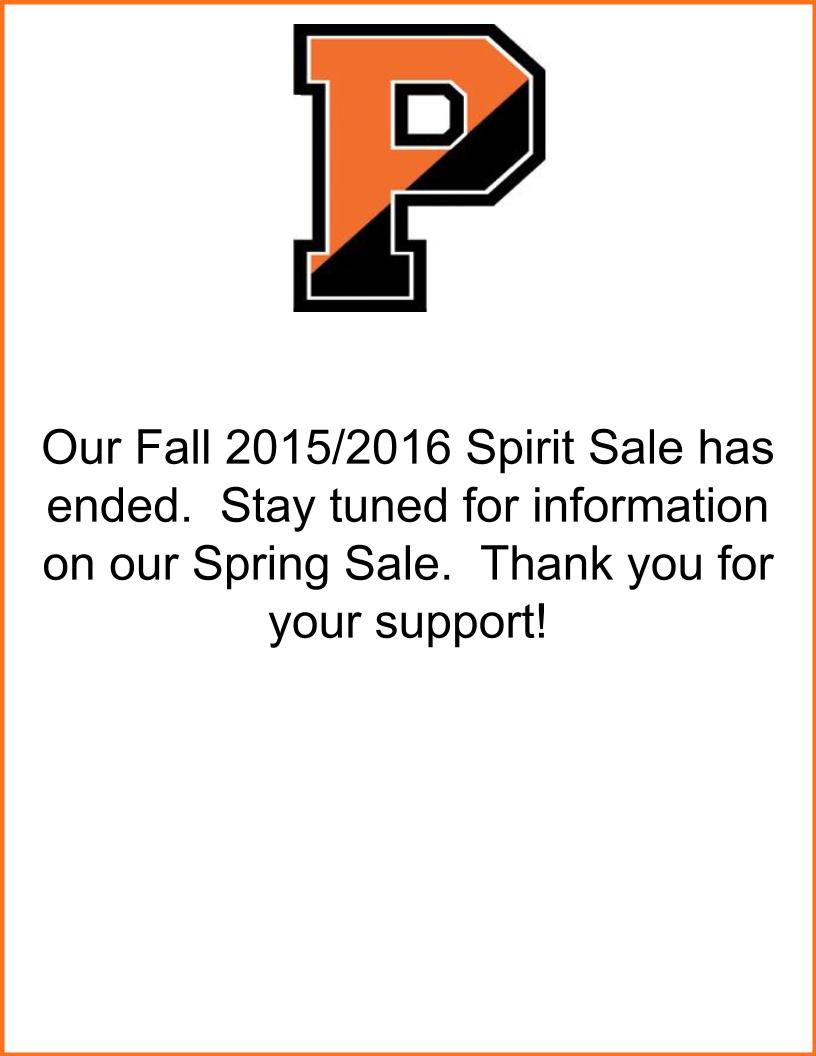 P
Our Fall 2015/2016 Spirit Sale has
ended.  Stay tuned for information
on our Spring Sale.  Thank you for
your support!